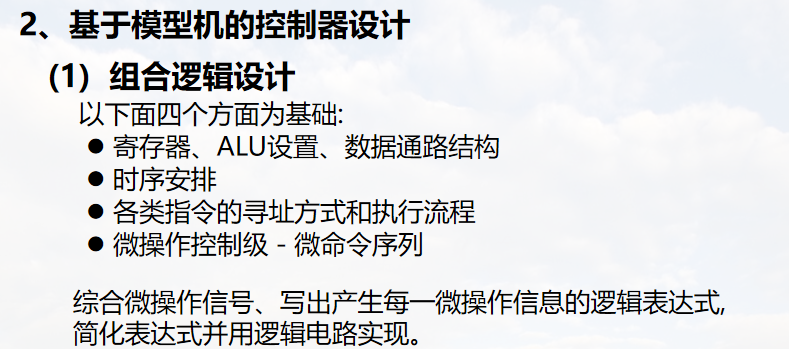 2、基于模型机的控制器设计
（1）组合逻辑设计
以下面四个方面为基础:
● 寄存器、ALU设置、数据通路结构
● 时序安排
● 各类指令的寻址方式和执行流程
● 微操作控制级－微命令序列
综合微操作信号、写出产生每一微操作信息的逻辑表达式,
简化表达式并用逻辑电路实现。